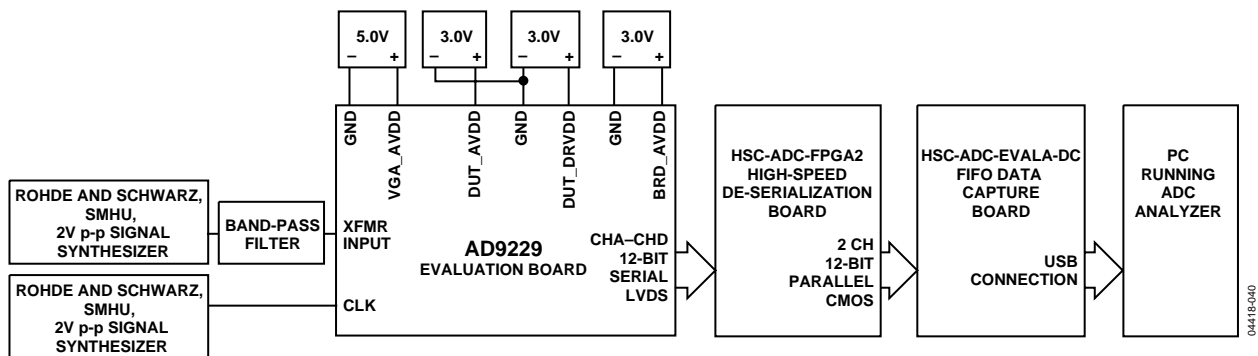 5.0V
3.0V
3.0V
3.0V
– +
– +
– +
– +
GND
VGA_AVDD
DUT_AVDD
GND
DUT_DRVDD
GND
BRD_AVDD
ROHDE AND SCHWARZ,
SMHU,
2V p-p SIGNAL
SYNTHESIZER
BAND-PASS
FILTER
XFMR
INPUT
ROHDE AND SCHWARZ,
SMHU,
2V p-p SIGNAL
SYNTHESIZER
CLK
AD9229
EVALUATION BOARD
CHA–CHD
12-BIT
SERIAL
LVDS
HSC-ADC-FPGA2
HIGH-SPEED
DE-SERIALIZATION
BOARD
2 CH
12-BIT
PARALLEL
CMOS
HSC-ADC-EVALA-DC
FIFO DATA
CAPTURE
BOARD
USB
CONNECTION
PC
RUNNING
ADC
ANALYZER
04418-040